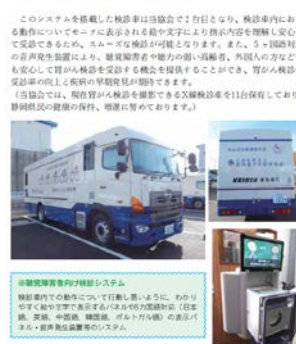 このシステムを搭載した検診車は当協会で2台目となり、検診車内におけ
る動作についてモニタに表示される絵や文字により指示内容を理解し安心し
て受診できるため、スムーズな検診が可能となります。また、5ヶ国語対応
の音声発生装置により、聴覚障害者や聴力の弱い高齢者、外国人の方なども
安心して胃がん検診を受診する機会を提供することができ、胃がん検診
受診率の向上と疾病の早期発見が期待できます。
(当協会では、現在胃がん検診を撮影できるX線検診車を11台保有しており
静岡県民の健康の保持、増進に努めております。)
※聴覚障害者向け検診システム
検診車内での動作について行動し易いように、わかり
やすく絵や文字で表示するパネルや5カ国語対応(日本
語、英語、中国語、韓国語、ポルトガル語)の表示パ
ネル・音声発生装置等のシステム